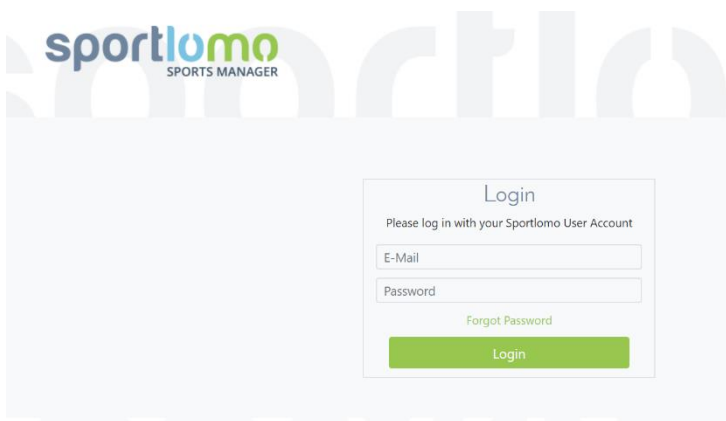 sportlomo
SPORTS MANAGER
Login
Please log in with your Sportlomo User Account
E-Mail
Password
Forgot Password
Login